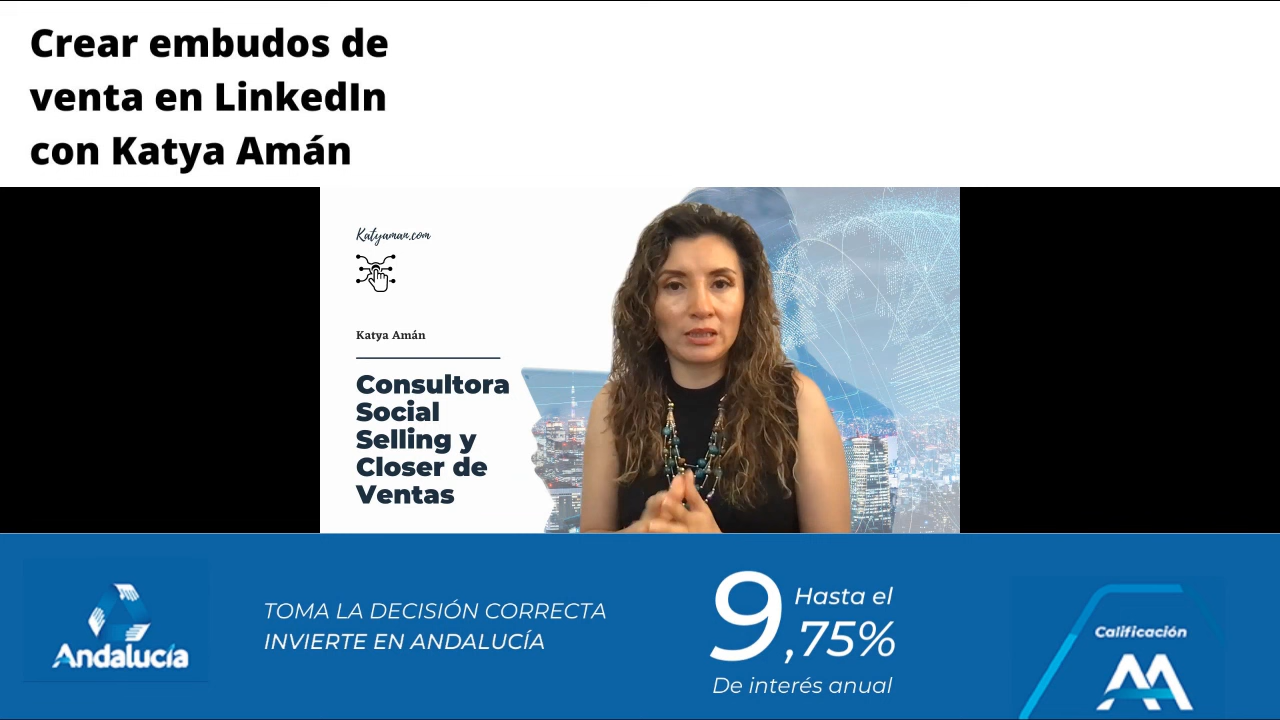 Crear embudos de
venta en LinkedIn
con Katya Amán
Katyaman.com
Katya Amán
Consultora
Social
Selling y
Closer de
Ventas
Andalucía
TOMA LA DECISIÓN CORRECTA
INVIERTE EN ANDALUCÍA
9,75%
Hasta el
De interés anual
Calificación
AA